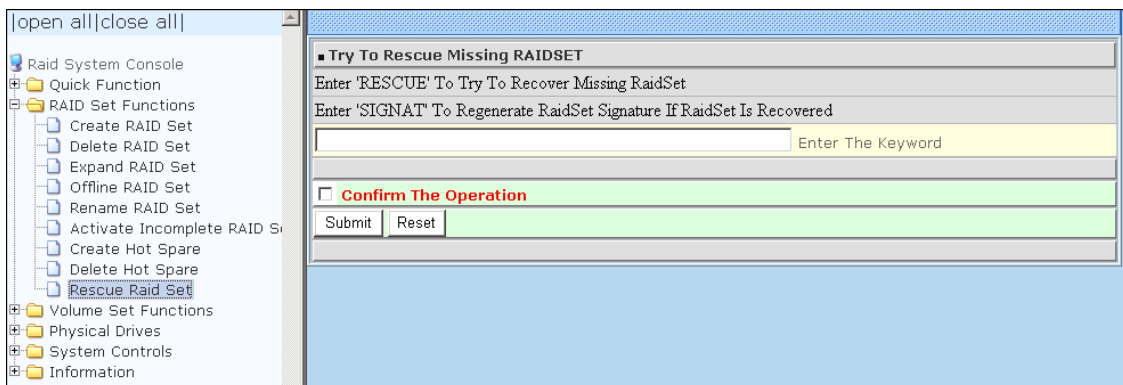 |open all|close all|
Raid System Console
Quick Function
RAID Set Functions
Create RAID Set
Delete RAID Set
Expand RAID Set
Offline RAID Set
Rename RAID Set
Activate Incomplete RAID S
Create Hot Spare
Delete Hot Spare
Rescue Raid Set
Volume Set Functions
Physical Drives
System Controls
Information
Try To Rescue Missing RAIDSET
Enter 'RESCUE' To Try To Recover Missing RaidSet
Enter 'SIGNAT' To Regenerate RaidSet Signature If RaidSet Is Recovered
Enter The Keyword
Confirm The Operation
Submit Reset